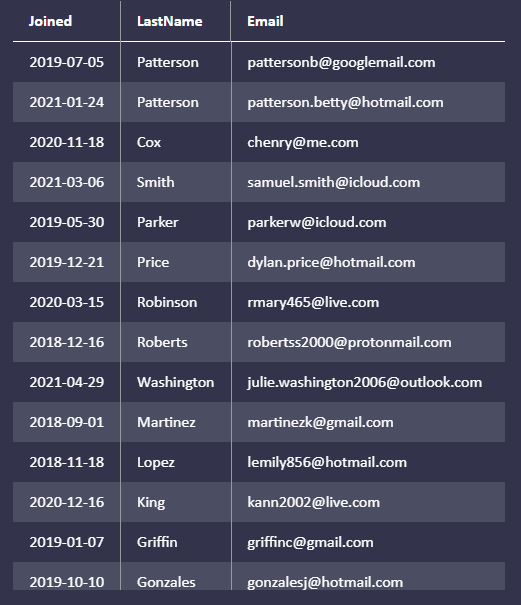 Joined LastName Email
2019-07-05 Patterson pattersonb@googlemail.com
2021-01-24 Patterson patterson.betty@hotmail.com
2020-11-18 Cox chenry@me.com
2021-03-06 Smith samuel.smith@icloud.com
2019-05-30 Parker parkerw@icloud.com
2019-12-21 Price dylan.price@hotmail.com
2020-03-15 Robinson rmary465@live.com
2018-12-16 Roberts robertss2000@protonmail.com
2021-04-29 Washington julie.washington2006@outlook.com
2018-09-01 Martinez martinezk@gmail.com
2018-11-18 Lopez lemily856@hotmail.com
2020-12-16 King kann2002@live.com
2019-01-07 Griffin griffinc@gmail.com
2019-10-10 Gonzales gonzalesj@hotmail.com